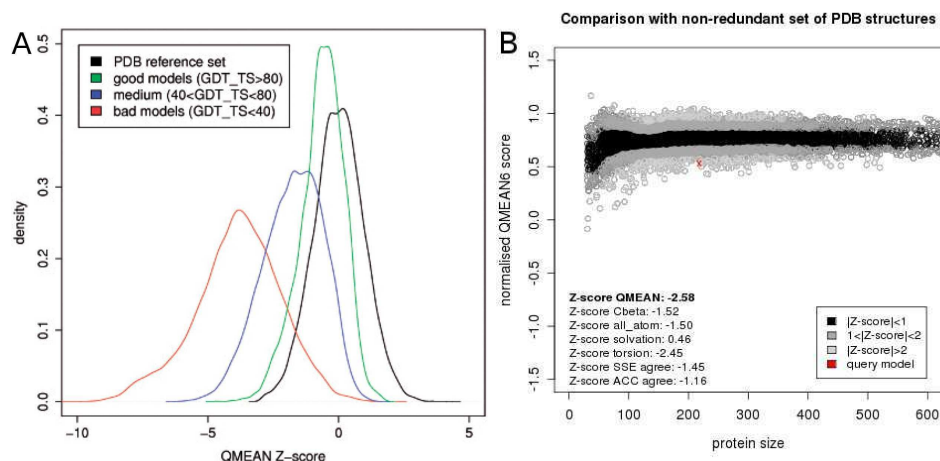 A
0.5
0.4
0.3
0.2
0.1
0.0
density
PDB reference set
good models (GDT_TS>80)
medium (40<GDT_TS<80)
bad models (GDT_TS<40)
−10
−5
0
5
QMEAN Z−score
Comparison with non-redundant set of PDB structures
B
1.5
1.0
0.5
0.0
-0.5
-1.0
-1.5
normalised QMEAN6 score
Z-score QMEAN: -2.58
Z-score Cbeta: -1.52
Z-score all_atom: -1.50
Z-score solvation: 0.46
Z-score torsion: -2.45
Z-score SSE agree: -1.45
Z-score ACC agree: -1.16
|Z-score|<1
1<|Z-score|<2
|Z-score|>2
query model
x
0
100
200
300
400
500
600
protein size